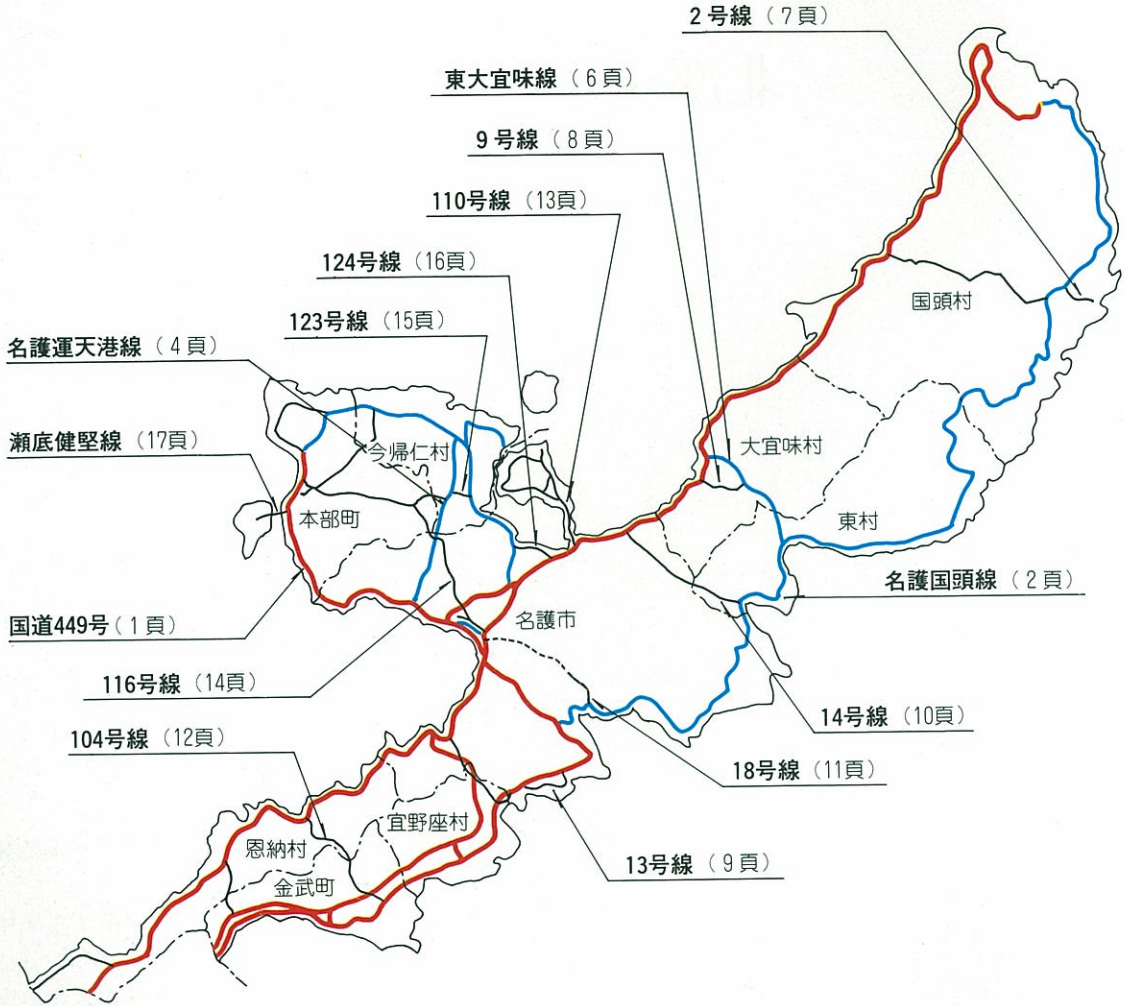 2号線（7頁）
東大宜味線（6頁）
9号線（8頁）
110号線（13頁）
124号線（16頁）
123号線（15頁）
名護運天港線（4頁）
瀬底健堅線（17頁）
国道449号（1頁）
116号線（14頁）
104号線（12頁）
国頭村
大宜味村
今帰仁村
本部町
東村
名護国頭線（2頁）
名護市
14号線（10頁）
18号線（11頁）
宜野座村
13号線（9頁）
恩納村
金武町